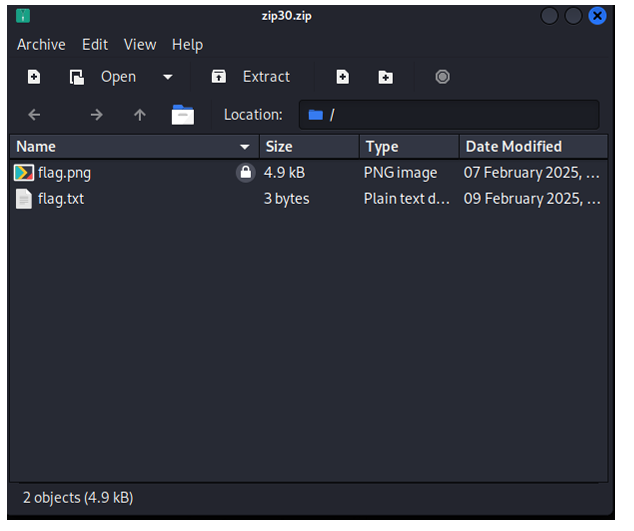 zip30.zip
Archive Edit View Help
Open Extract
Location: /
Name Size Type Date Modified
flag.png 4.9 kB PNG image 07 February 2025, ...
flag.txt 3 bytes Plain text d... 09 February 2025, ...
2 objects (4.9 kB)